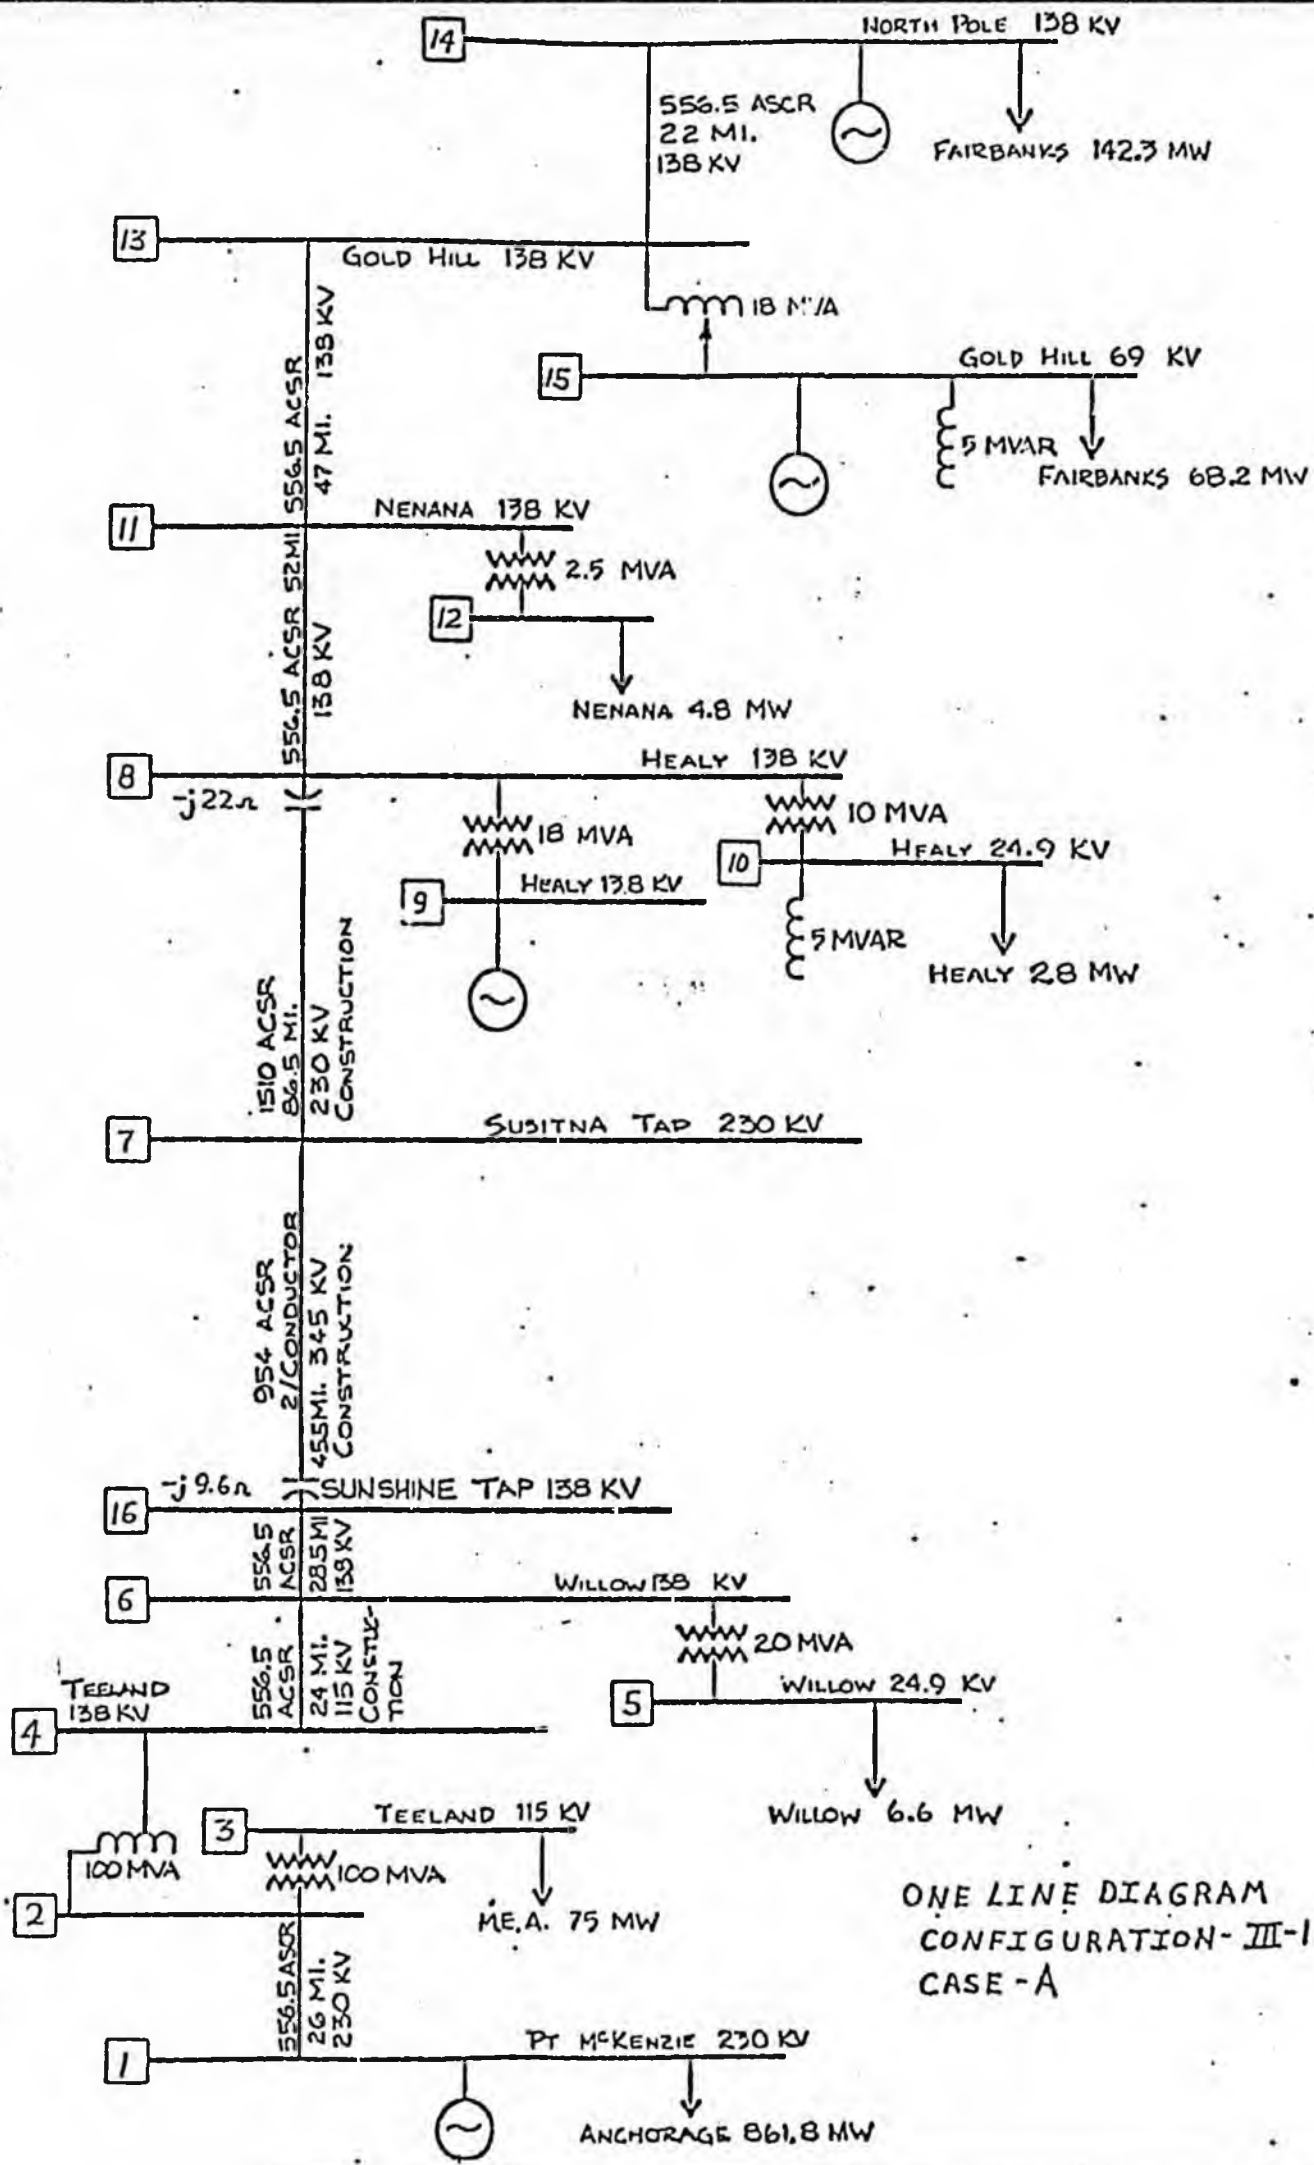 14
NORTH POLE 138 KV
556.5 ASCR
22 MI.
138 KV
FAIRBANKS 142.3 MW
13
GOLD HILL 138 KV
18 MVA
15
GOLD HILL 69 KV
5 MVAR
FAIRBANKS 68.2 MW
556.5 ACSR
47 MI. 138 KV
11
NENANA 138 KV
2.5 MVA
12
NENANA 4.8 MW
556.5 ACSR 52MI.
138 KV
8
HEALY 138 KV
-j22Ω
18 MVA
10 MVA
10
HEALY 24.9 KV
9
HEALY 13.8 KV
5 MVAR
HEALY 2.8 MW
1510 ACSR
86.5 MI.
230 KV
CONSTRUCTION
7
SUSITNA TAP 230 KV
954 ACSR
2/CONDUCTOR
45.5MI. 345 KV
CONSTRUCTION
-j9.6Ω
SUNSHINE TAP 138 KV
16
556.5
ACSR
28.5 MI
138 KV
6
WILLOW 138 KV
20 MVA
556.5
ACSR
24 MI.
115 KV
CONSTUC-
TION
5
WILLOW 24.9 KV
WILLOW 6.6 MW
TEELAND
138 KV
4
3
TEELAND 115 KV
100 MVA
100 MVA
2
M.E.A. 75 MW
556.5 ASCR
26 MI.
230 KV
1
PT McKENZIE 230 KV
ANCHORAGE 861.8 MW
ONE LINE DIAGRAM
CONFIGURATION-III-1
CASE-A